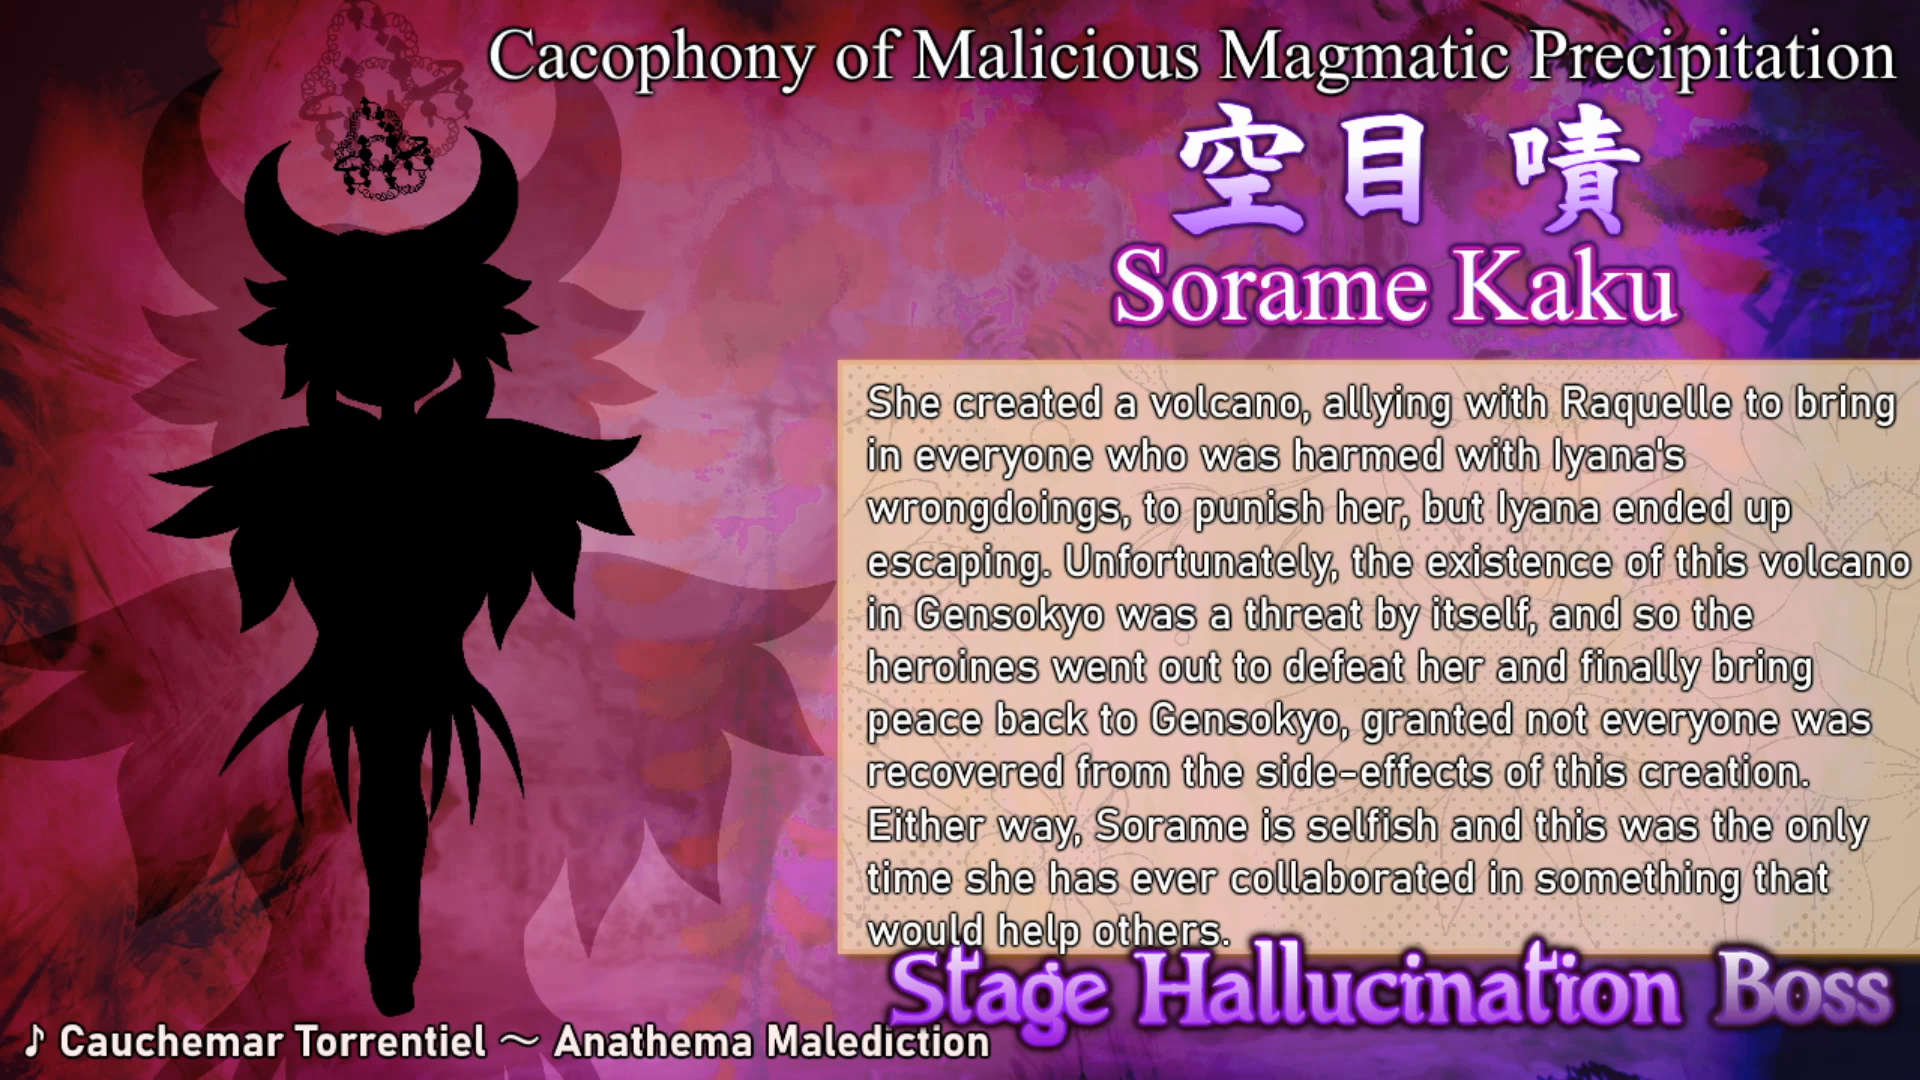 Cacophony of Malicious Magmatic Precipitation
空目 嘖
Sorame Kaku
She created a volcano, allying with Raquelle to bring
in everyone who was harmed with Iyana's
wrongdoings, to punish her, but Iyana ended up
escaping. Unfortunately, the existence of this volcano
in Gensokyo was a threat by itself, and so the
heroines went out to defeat her and finally bring
peace back to Gensokyo, granted not everyone was
recovered from the side-effects of this creation.
Either way, Sorame is selfish and this was the only
time she has ever collaborated in something that
would help others.
Stage Hallucination Boss
♪ Cauchemar Torrentiel ～ Anathema Malediction